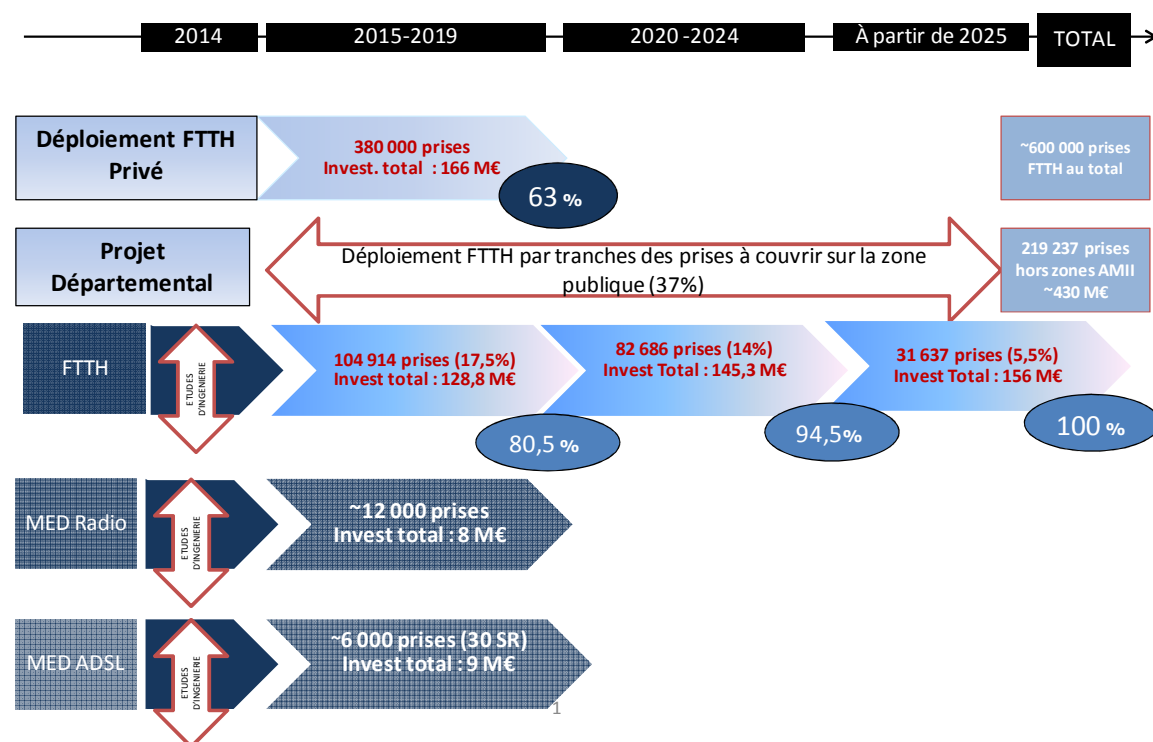 2014
2015-2019
2020 -2024
À partir de 2025
TOTAL
Déploiement FTTH
Privé
380 000 prises
Invest. total : 166 M€
63 %
~600 000 prises
FTTH au total
Projet
Départemental
Déploiement FTTH par tranches des prises à couvrir sur la zone
publique (37%)
219 237 prises
hors zones AMII
~430 M€
FTTH
ETUDES
D'INGENIERIE
104 914 prises (17,5%)
Invest total : 128,8 M€
80,5 %
82 686 prises (14%)
Invest Total : 145,3 M€
94,5%
31 637 prises (5,5%)
Invest Total : 156 M€
100 %
MED Radio
ETUDES
D'INGENIERIE
~12 000 prises
Invest total : 8 M€
MED ADSL
ETUDES
D'INGENIERIE
~6 000 prises (30 SR)
Invest total : 9 M€
1